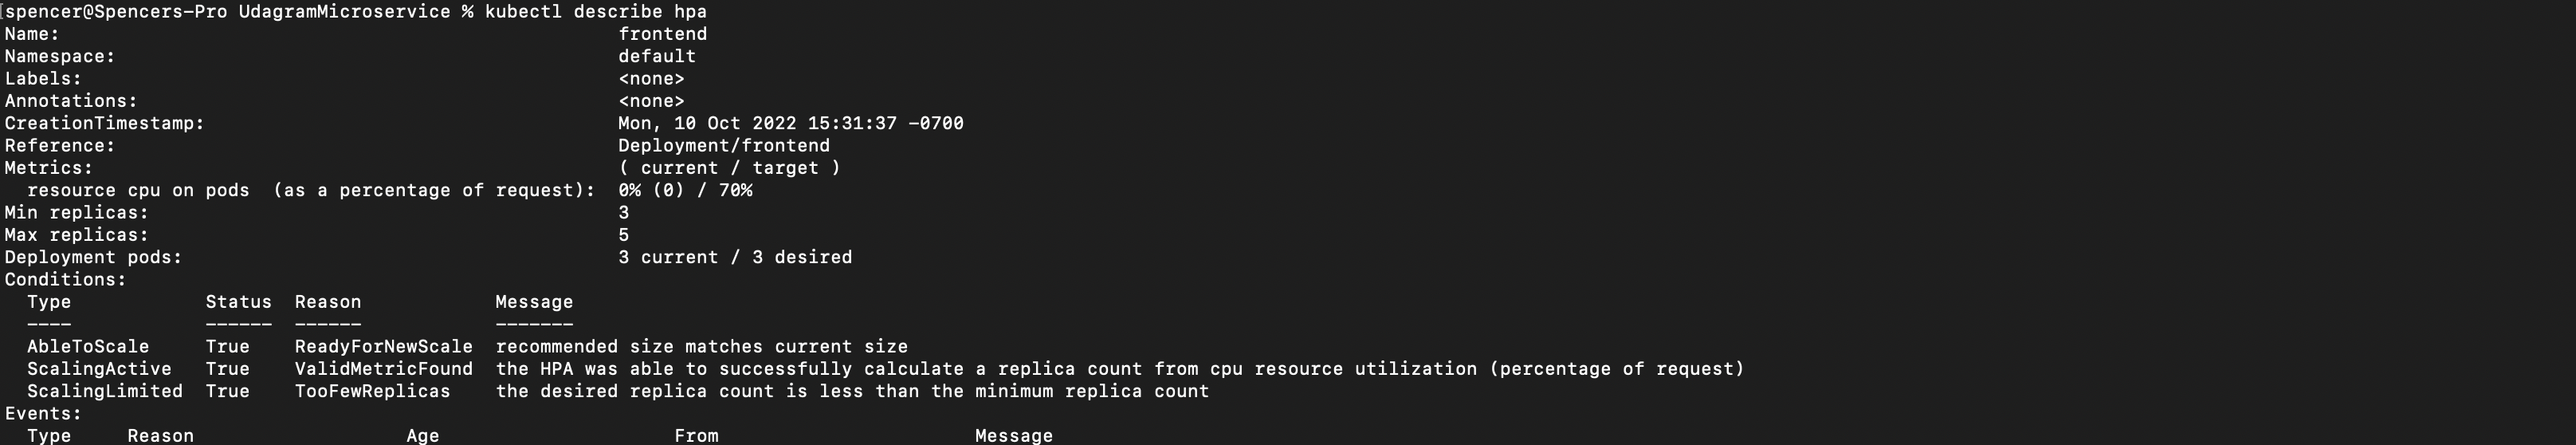 spencer@Spencers-Pro UdagramMicroservice % kubectl describe hpa
Name: frontend
Namespace: default
Labels: <none>
Annotations: <none>
CreationTimestamp: Mon, 10 Oct 2022 15:31:37 -0700
Reference: Deployment/frontend
Metrics: ( current / target )
resource cpu on pods (as a percentage of request): 0% (0) / 70%
Min replicas: 3
Max replicas: 5
Deployment pods: 3 current / 3 desired
Conditions:
Type Status Reason Message
---- ------ ------ -------
AbleToScale True ReadyForNewScale recommended size matches current size
ScalingActive True ValidMetricFound the HPA was able to successfully calculate a replica count from cpu resource utilization (percentage of request)
ScalingLimited True TooFewReplicas the desired replica count is less than the minimum replica count
Events:
Type Reason Age From Message